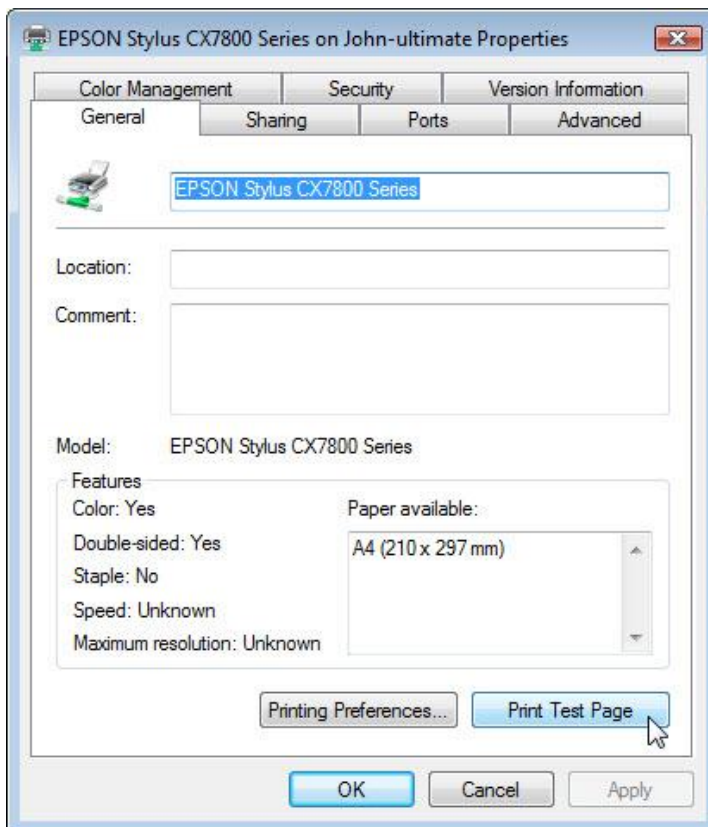 EPSON Stylus CX7800 Series on John-ultimate Properties
Color Management Security Version Information
General Sharing Ports Advanced
EPSON Stylus CX7800 Series
Location:
Comment:
Model: EPSON Stylus CX7800 Series
Features
Color: Yes Paper available:
Double-sided: Yes A4 (210 x 297 mm)
Staple: No
Speed: Unknown
Maximum resolution: Unknown
Printing Preferences... Print Test Page
OK Cancel Apply